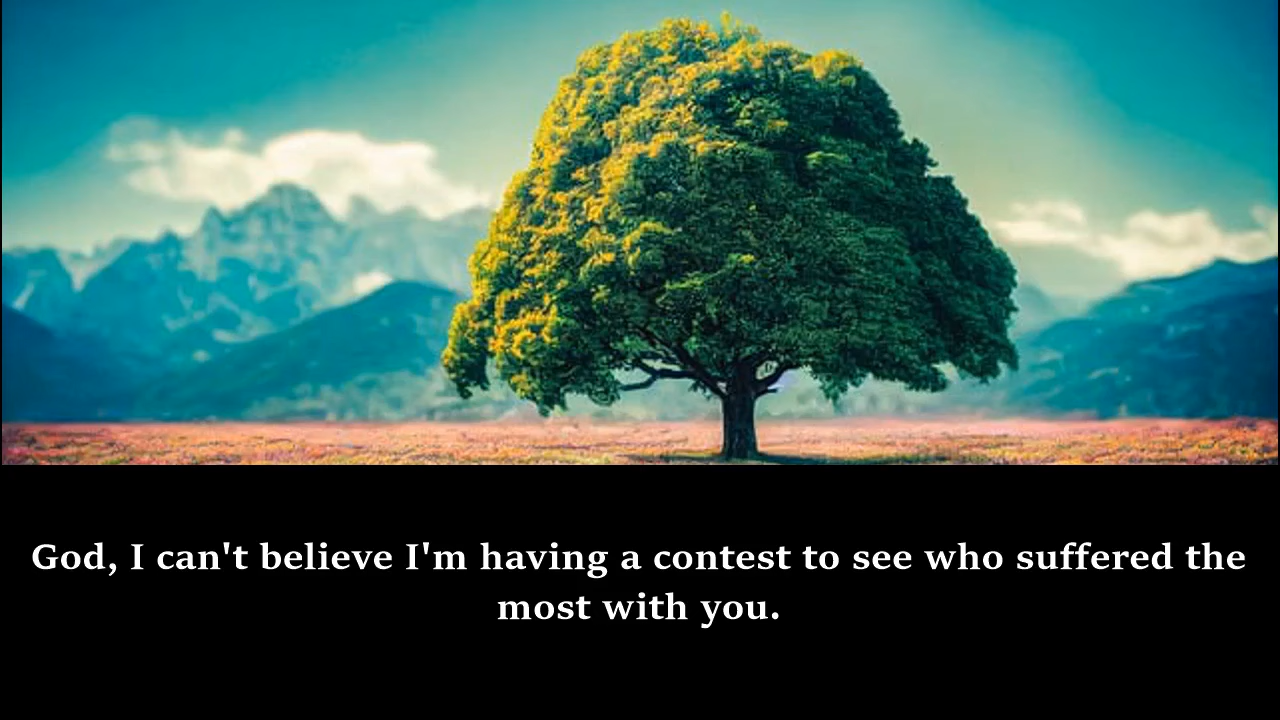 God, I can't believe I'm having a contest to see who suffered the
most with you.